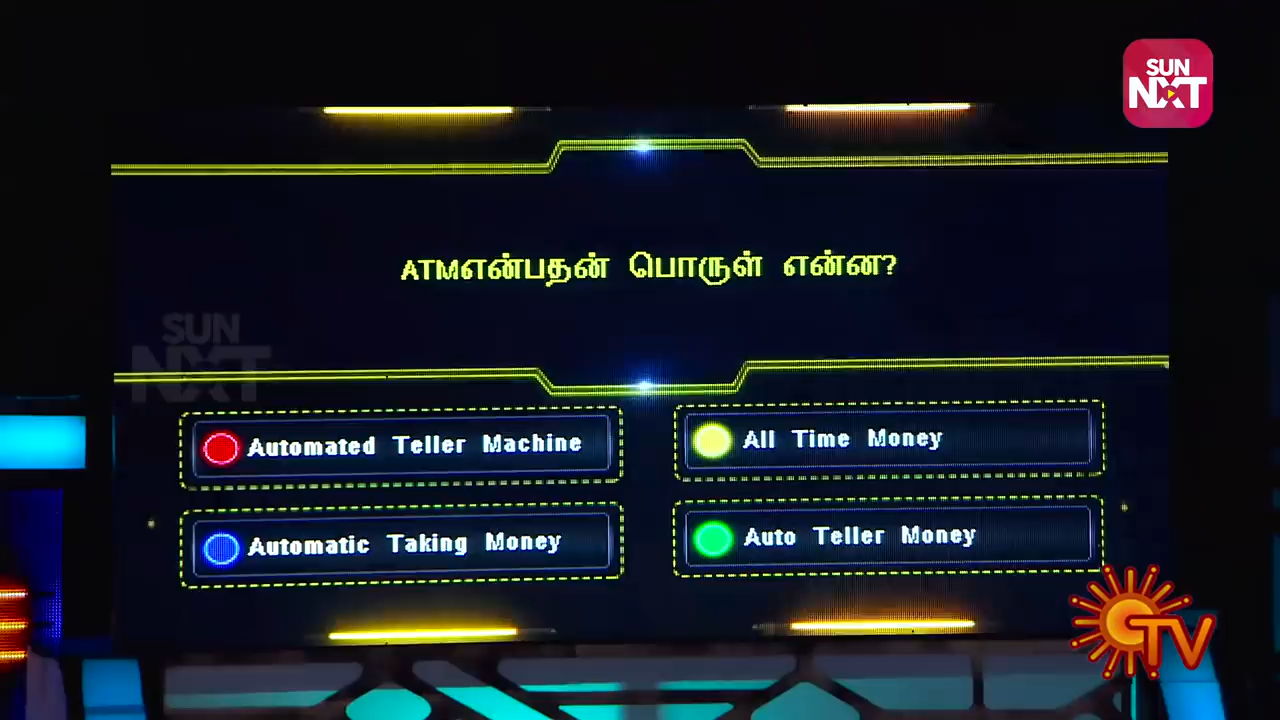 SUN
NXT
ATMஎன்பதன் பொருள் என்ன?
SUN
NXT
Automated Teller Machine
All Time Money
Automatic Taking Money
Auto Teller Money
TV